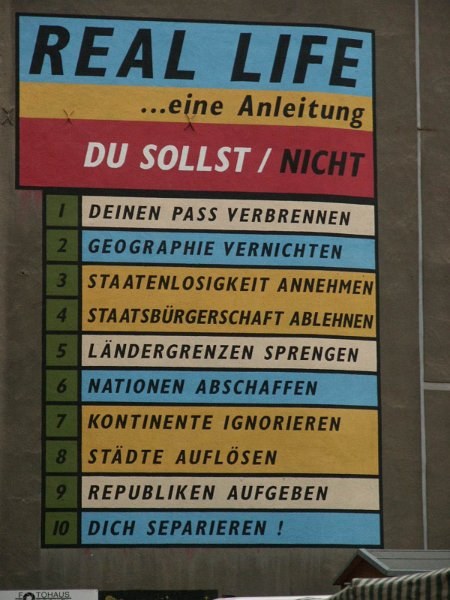 REAL LIFE
...eine Anleitung
DU SOLLST / NICHT
1 DEINEN PASS VERBRENNEN
2 GEOGRAPHIE VERNICHTEN
3 STAATENLOSIGKEIT ANNEHMEN
4 STAATSBÜRGERSCHAFT ABLEHNEN
5 LÄNDERGRENZEN SPRENGEN
6 NATIONEN ABSCHAFFEN
7 KONTINENTE IGNORIEREN
8 STÄDTE AUFLÖSEN
9 REPUBLIKEN AUFGEBEN
10 DICH SEPARIEREN !
FOTOHAUS